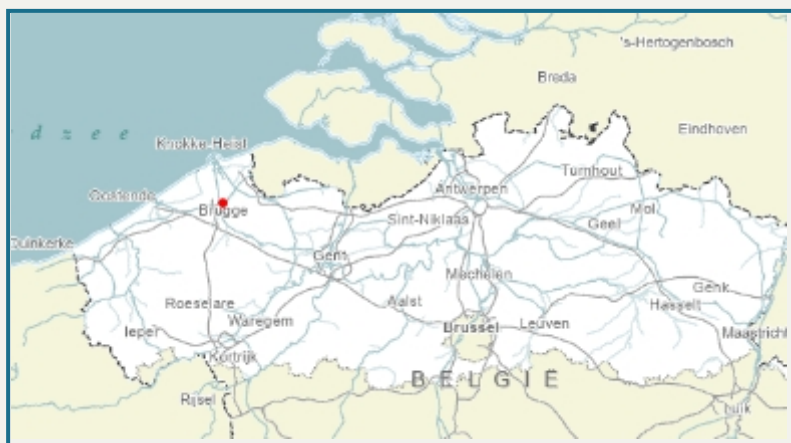 's-Hertogenbosch
Breda
d z e e
Eindhoven
Knokke-Heist
Turnhout
Antwerpen
Oostende
Brugge
Mol
Sint-Niklaas
Geel
Duinkerke
Gent
Mechelen
Genk
Roeselare
Aalst
Hasselt
Waregem
Ieper
Brussel
Leuven
Maastricht
Kortrijk
BELGIË
Rijsel
Luik